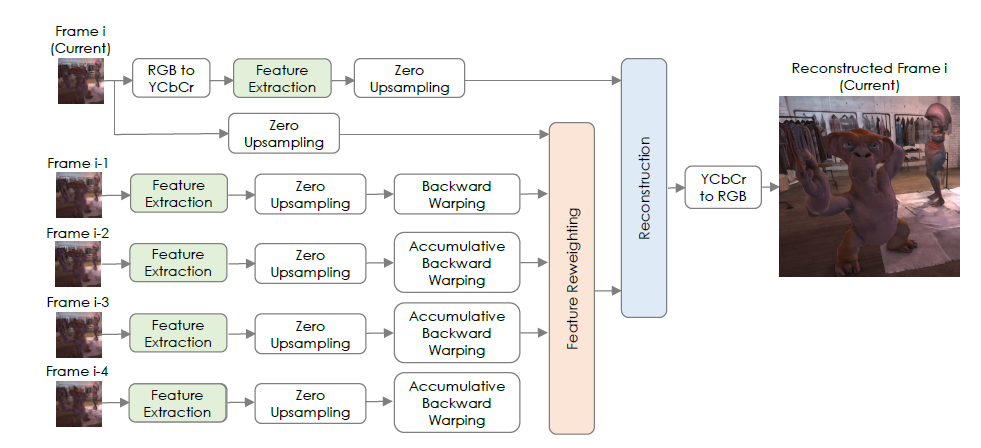 Frame i
(Current)
RGB to
YCbCr
Feature
Extraction
Zero
Upsampling
Zero
Upsampling
Frame i-1
Feature
Extraction
Zero
Upsampling
Backward
Warping
Frame i-2
Feature
Extraction
Zero
Upsampling
Accumulative
Backward
Warping
Frame i-3
Feature
Extraction
Zero
Upsampling
Accumulative
Backward
Warping
Frame i-4
Feature
Extraction
Zero
Upsampling
Accumulative
Backward
Warping
Feature Reweighting
Reconstruction
YCbCr
to RGB
Reconstructed Frame i
(Current)